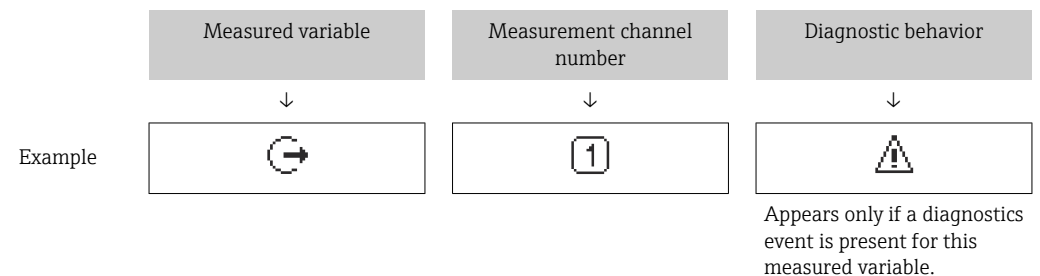 Measured variable
Measurement channel
number
Diagnostic behavior
↓ ↓ ↓
Example
1
Appears only if a diagnostics
event is present for this
measured variable.